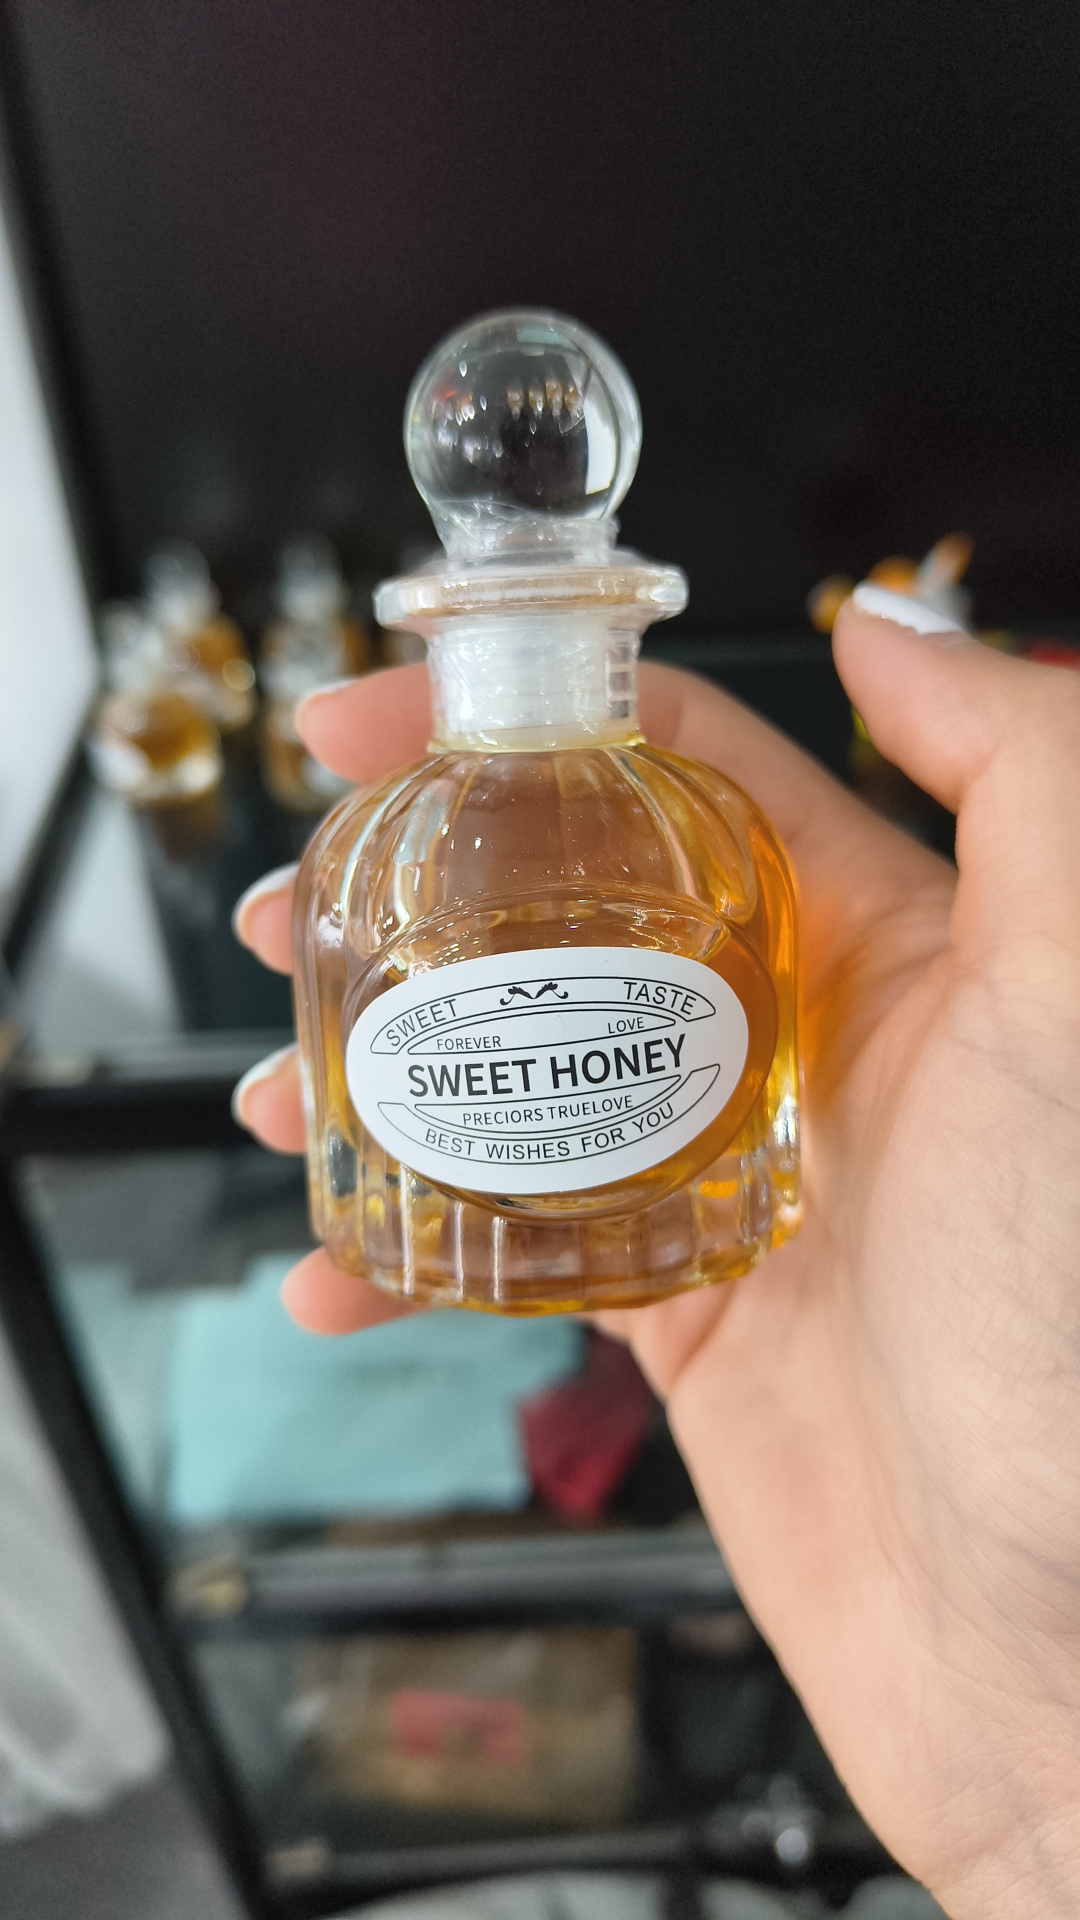 SWEET TASTE
FOREVER LOVE
SWEET HONEY
PRECIORS TRUELOVE
BEST WISHES FOR YOU